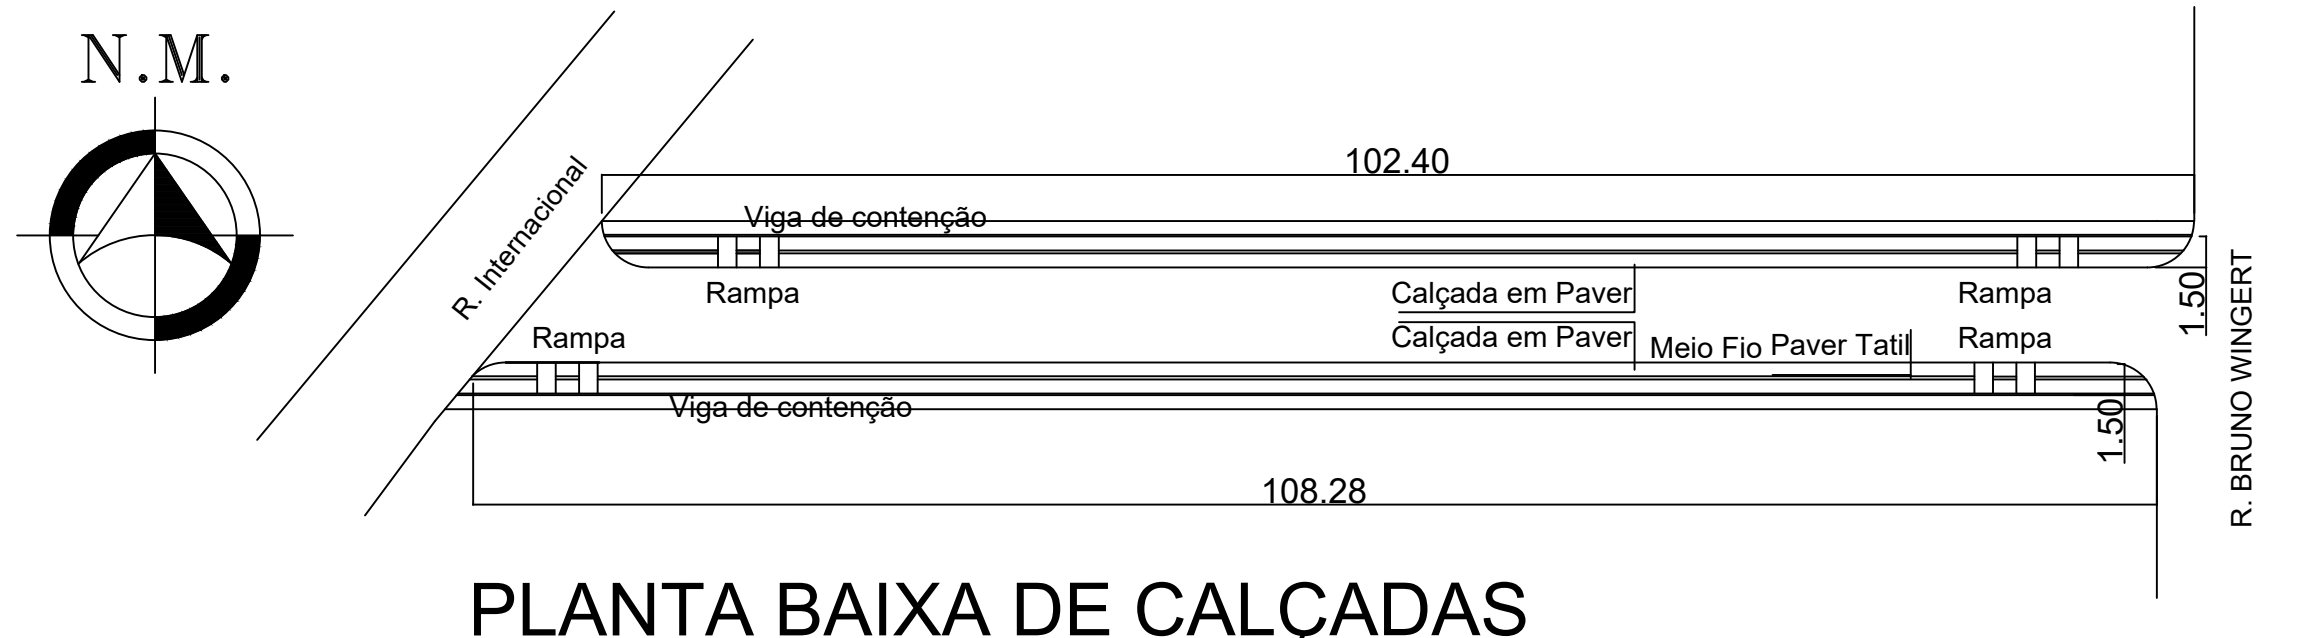 N.M.
102.40
R. Internacional
Viga de contenção
Rampa
Calçada em Paver
Rampa
1.50
R. BRUNO WINGERT
Rampa
Calçada em Paver
Meio Fio
Paver Tatil
Rampa
Viga de contenção
1.50
108.28
PLANTA BAIXA DE CALÇADAS